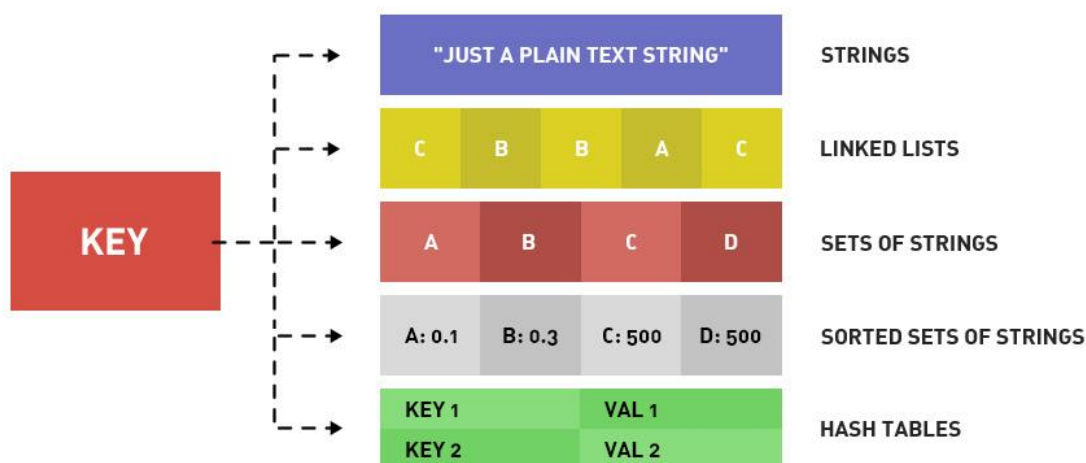 "JUST A PLAIN TEXT STRING" STRINGS
C B B A C LINKED LISTS
KEY
A B C D SETS OF STRINGS
A: 0.1 B: 0.3 C: 500 D: 500 SORTED SETS OF STRINGS
KEY 1 VAL 1
HASH TABLES
KEY 2 VAL 2